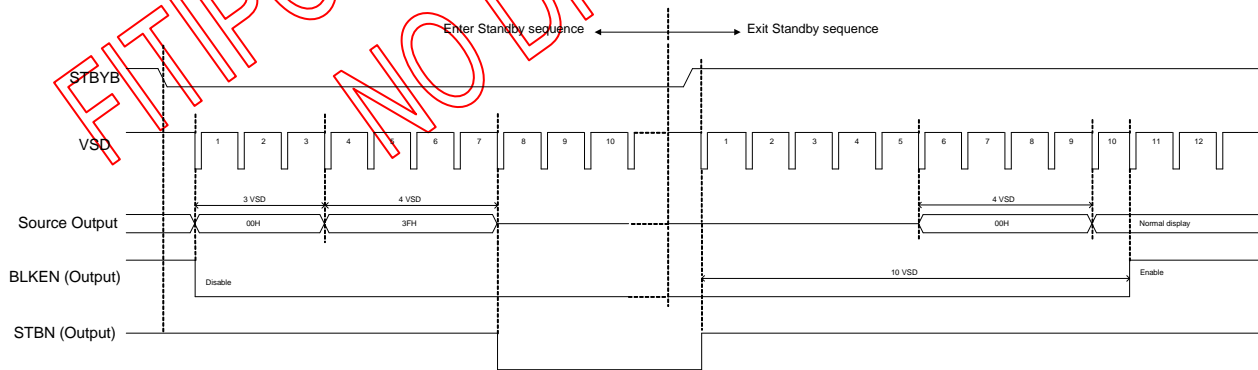 Enter Standby sequence
Exit Standby sequence
STBYB
VSD
1 2 3 4 5 6 7 8 9 10 1 2 3 4 5 6 7 8 9 10 11 12
3 VSD 4 VSD 4 VSD
Source Output 00H 3FH 00H Normal display
BLKEN (Output) Disable 10 VSD Enable
STBN (Output)
NO